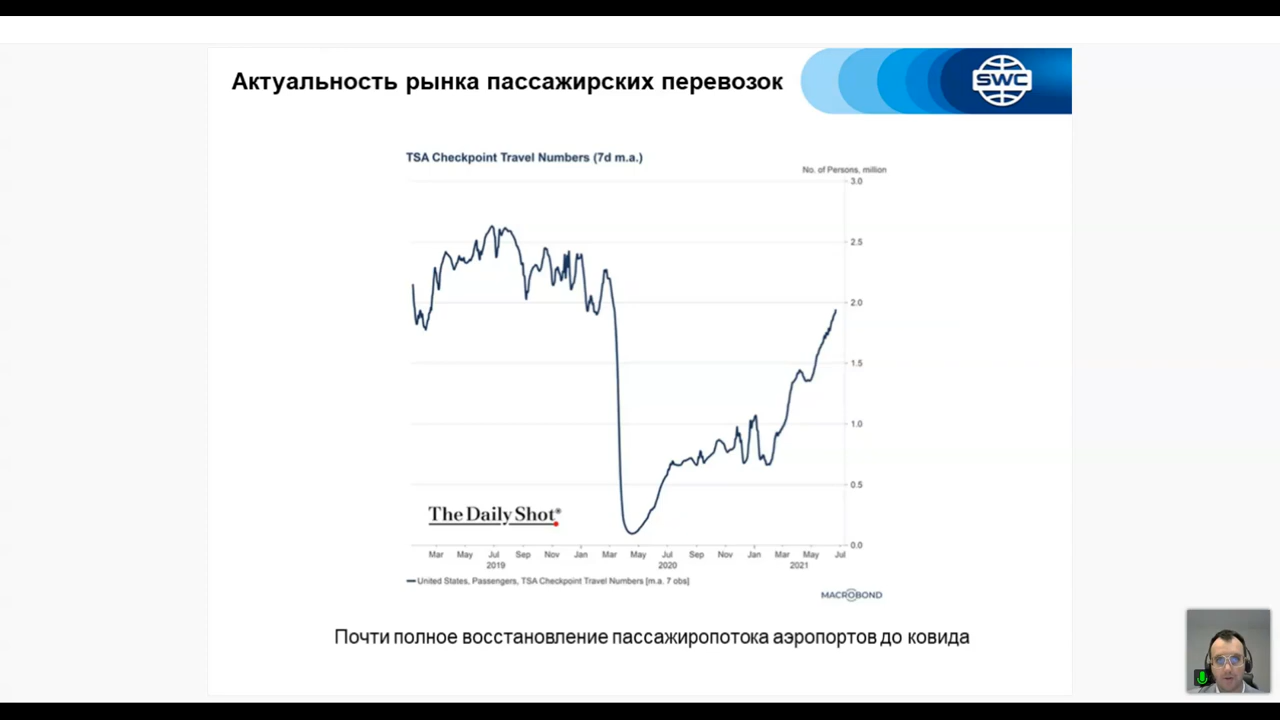 Актуальность рынка пассажирских перевозок
SWC
TSA Checkpoint Travel Numbers (7d m.a.)
No. of Persons, million
3.0
2.5
2.0
1.5
1.0
0.5
0.0
The Daily Shot®
Mar May Jul Sep Nov Jan Mar May Jul Sep Nov Jan Mar May Jul
2019 2020 2021
United States, Passengers, TSA Checkpoint Travel Numbers [m.a. 7 obs]
MACROBOND
Почти полное восстановление пассажиропотока аэропортов до ковида